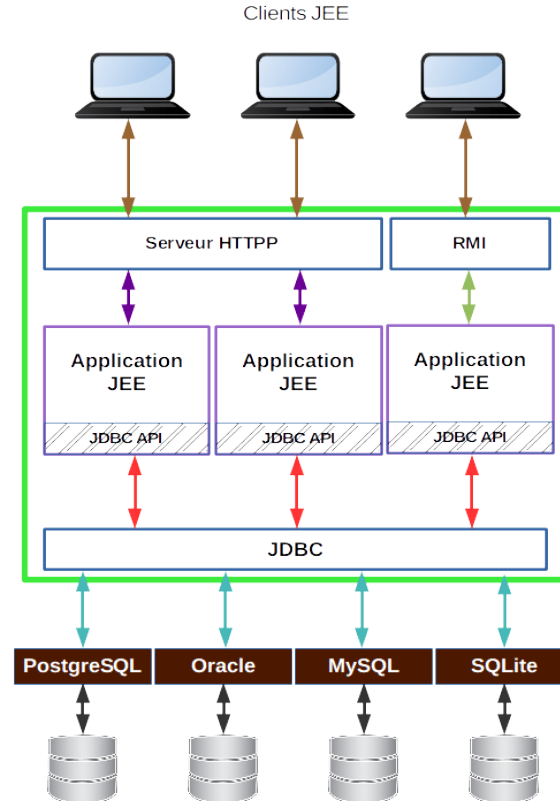 Clients JEE
Serveur HTTPP
RMI
Application
JEE
JDBC API
Application
JEE
JDBC API
Application
JEE
JDBC API
JDBC
PostgreSQL
Oracle
MySQL
SQLite